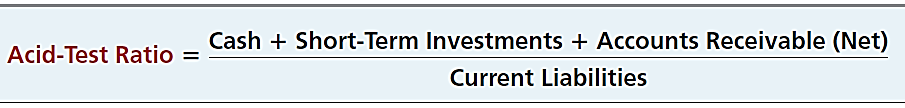 Acid-Test Ratio = Cash + Short-Term Investments + Accounts Receivable (Net)
Current Liabilities